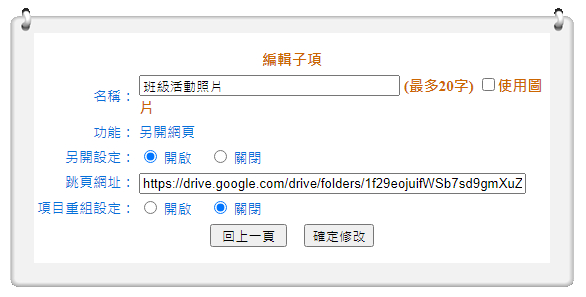 編輯子項
名稱： 班級活動照片 (最多20字) 使用圖
片
功能： 另開網頁
另開設定： 開啟 關閉
跳頁網址： https://drive.google.com/drive/folders/1f29eojuifWSb7sd9gmXuZ
項目重組設定： 開啟 關閉
回上一頁 確定修改